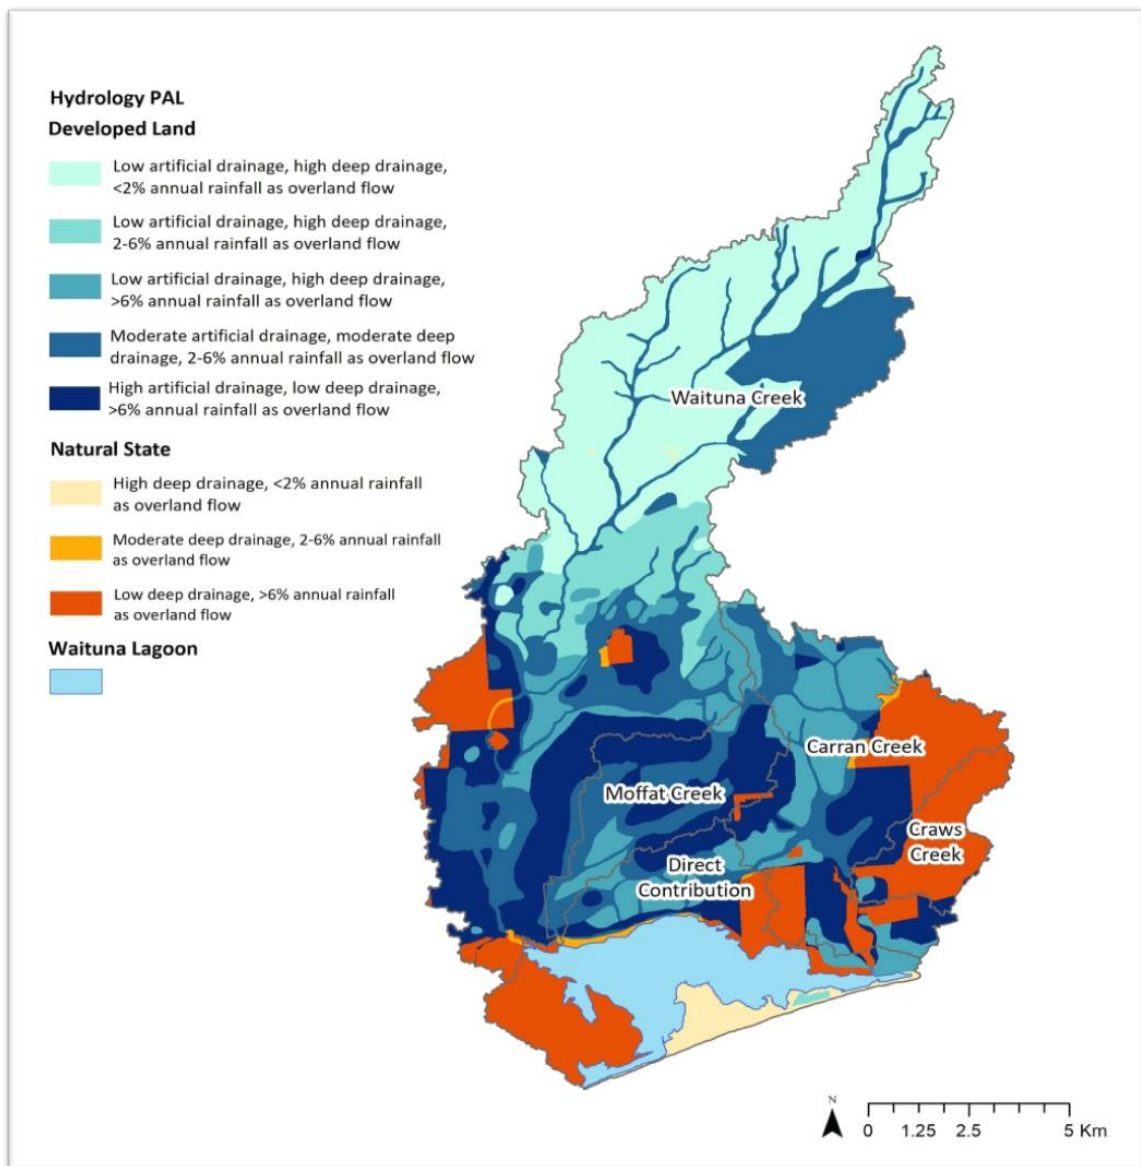 Hydrology PAL
Developed Land
Low artificial drainage, high deep drainage,
<2% annual rainfall as overland flow
Low artificial drainage, high deep drainage,
2-6% annual rainfall as overland flow
Low artificial drainage, high deep drainage,
>6% annual rainfall as overland flow
Moderate artificial drainage, moderate deep
drainage, 2-6% annual rainfall as overland flow
High artificial drainage, low deep drainage,
>6% annual rainfall as overland flow
Natural State
High deep drainage, <2% annual rainfall
as overland flow
Moderate deep drainage, 2-6% annual rainfall
as overland flow
Low deep drainage, >6% annual rainfall
as overland flow
Waituna Lagoon
Waituna Creek
Carran Creek
Moffat Creek
Craws
Creek
Direct
Contribution
N
0 1.25 2.5 5 Km